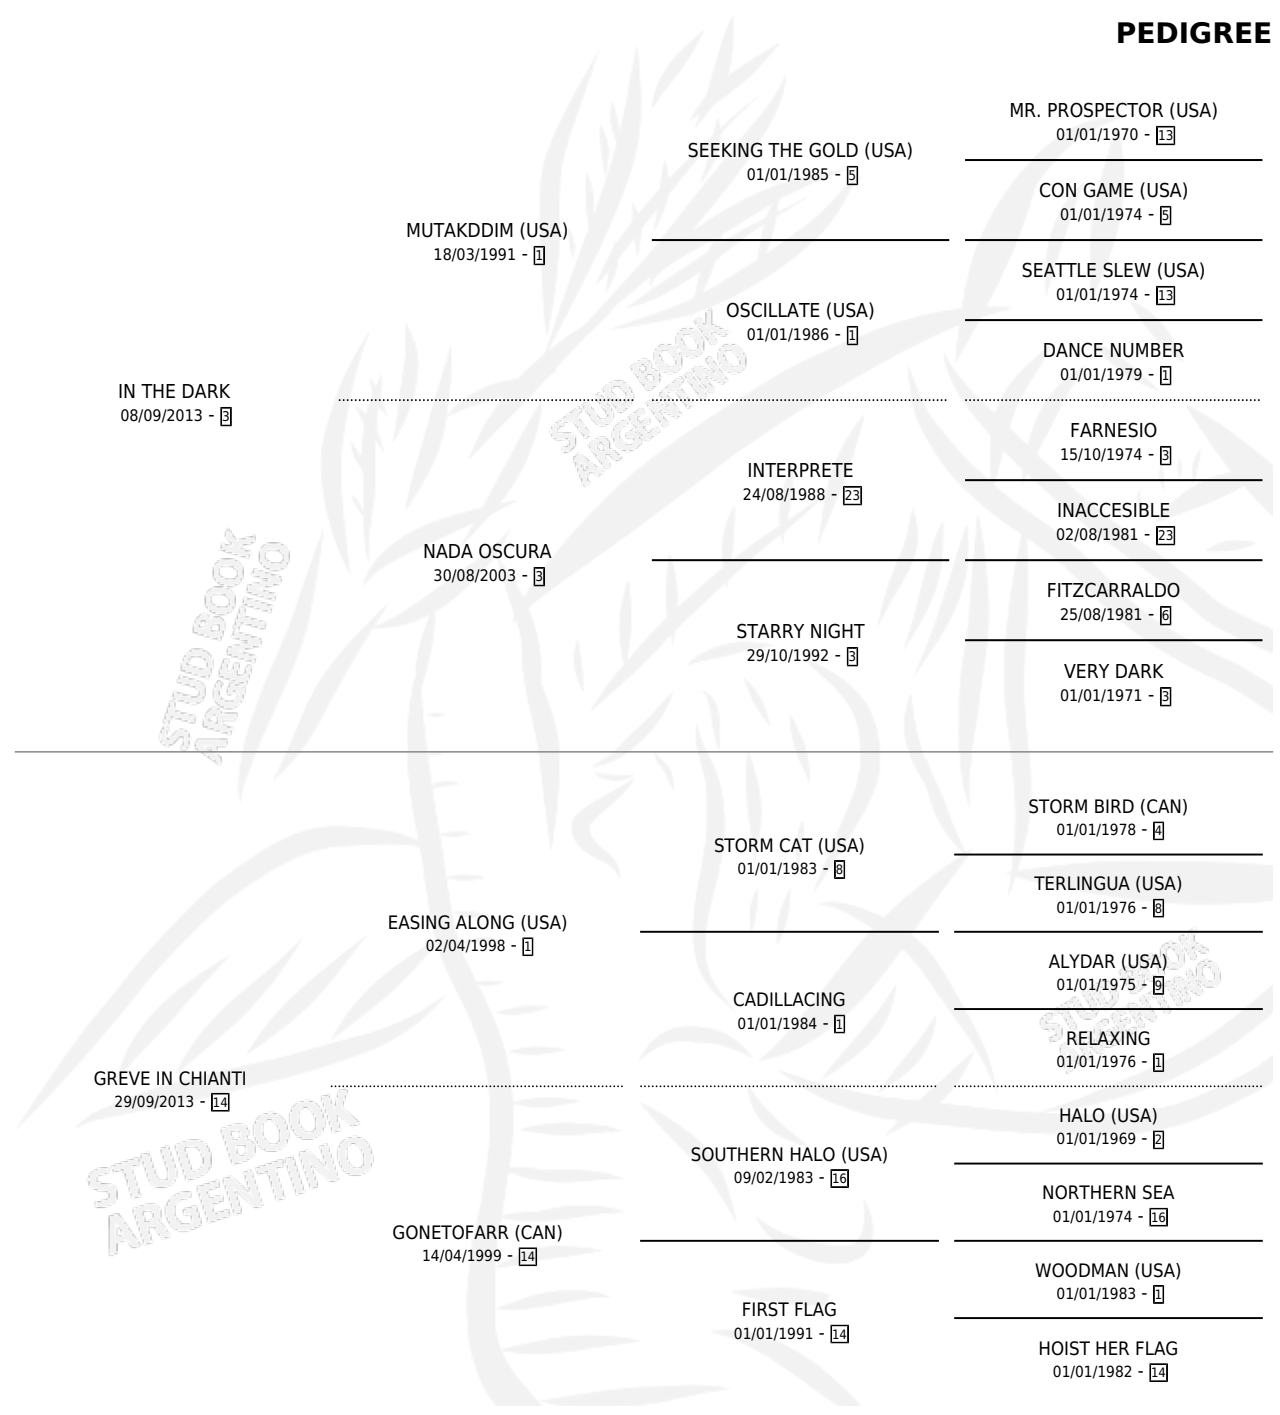 PEDIGREE
MR. PROSPECTOR (USA)
01/01/1970 - 13
SEEKING THE GOLD (USA)
01/01/1985 - 5
CON GAME (USA)
01/01/1974 - 5
MUTAKDDIM (USA)
18/03/1991 - 1
SEATTLE SLEW (USA)
01/01/1974 - 13
OSCILLATE (USA)
01/01/1986 - 1
DANCE NUMBER
01/01/1979 - 1
IN THE DARK
08/09/2013 - 3
FARNESIO
15/10/1974 - 3
INTERPRETE
24/08/1988 - 23
INACCESIBLE
02/08/1981 - 23
NADA OSCURA
30/08/2003 - 3
FITZCARRALDO
25/08/1981 - 6
STARRY NIGHT
29/10/1992 - 3
VERY DARK
01/01/1971 - 3
STORM BIRD (CAN)
01/01/1978 - 4
STORM CAT (USA)
01/01/1983 - 8
TERLINGUA (USA)
01/01/1976 - 8
EASING ALONG (USA)
02/04/1998 - 1
ALYDAR (USA)
01/01/1975 - 9
CADILLACING
01/01/1984 - 1
RELAXING
01/01/1976 - 1
GREVE IN CHIANTI
29/09/2013 - 14
HALO (USA)
01/01/1969 - 2
SOUTHERN HALO (USA)
09/02/1983 - 16
NORTHERN SEA
01/01/1974 - 16
GONETOFARR (CAN)
14/04/1999 - 14
WOODMAN (USA)
01/01/1983 - 1
FIRST FLAG
01/01/1991 - 14
HOIST HER FLAG
01/01/1982 - 14
STUD BOOK
ARGENTINO
STUD BOOK
ARGENTINO
STUD BOOK
ARGENTINO
STUD BOOK
ARGENTINO